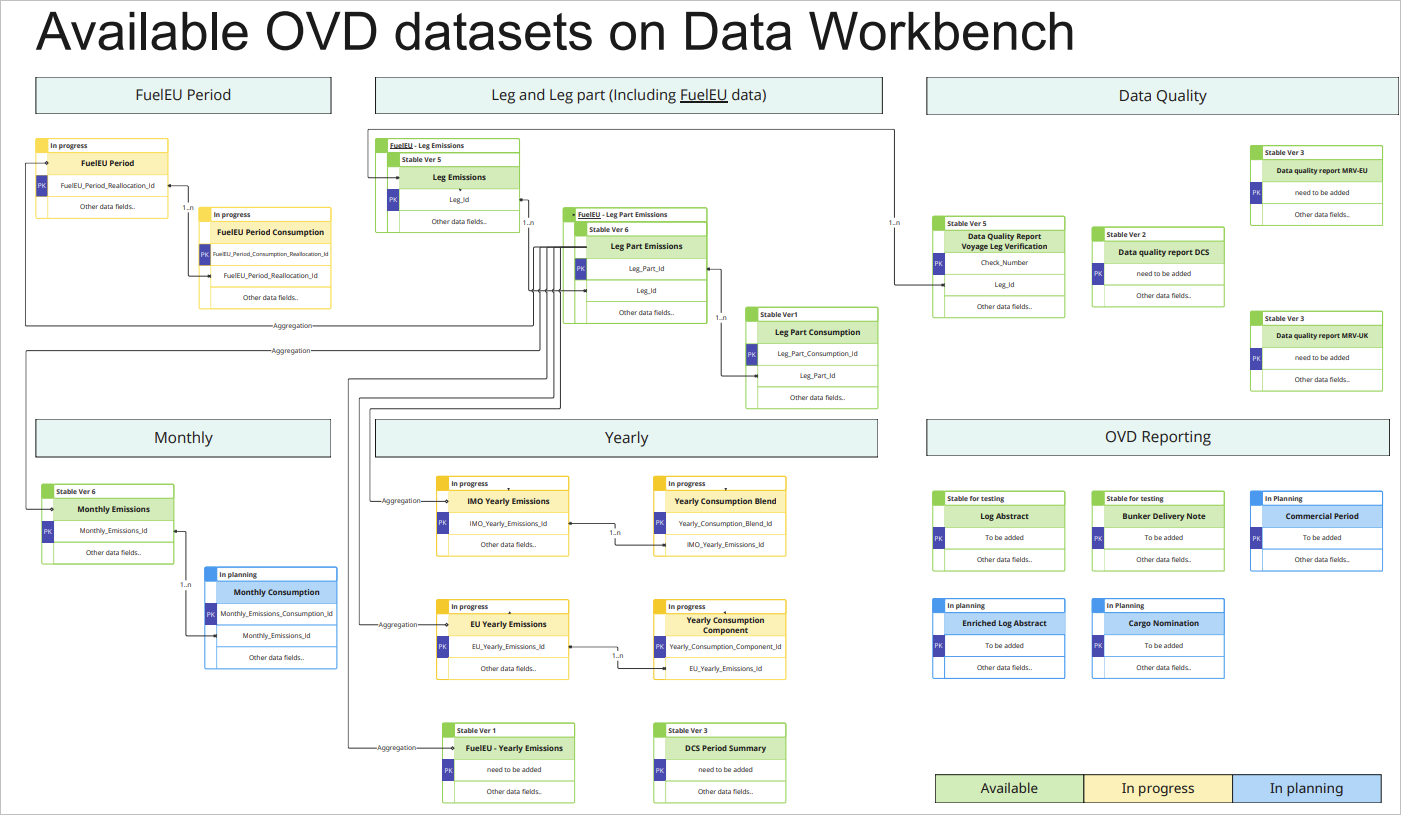 Available OVD datasets on Data Workbench
FuelEU Period
In progress
FuelEU Period
PK
FuelEU_Period_Reallocation_Id
Other data fields..
1..n
In progress
FuelEU Period Consumption
PK
FuelEU_Period_Consumption_Reallocation_Id
FuelEU_Period_Reallocation_Id
Other data fields..
Aggregation
Aggregation
Leg and Leg part (Including FuelEU data)
FuelEU - Leg Emissions
Stable Ver 5
Leg Emissions
PK
Leg_Id
Other data fields..
1..n
FuelEU - Leg Part Emissions
Stable Ver 6
Leg Part Emissions
PK
Leg_Part_Id
Leg_Id
Other data fields..
1..n
Stable Ver1
Leg Part Consumption
PK
Leg_Part_Consumption_Id
Leg_Part_Id
Other data fields..
1..n
Data Quality
Stable Ver 5
Data Quality Report
Voyage Leg Verification
PK
Check_Number
Leg_Id
Other data fields..
Stable Ver 2
Data quality report DCS
PK
need to be added
Other data fields..
Stable Ver 3
Data quality report MRV-EU
PK
need to be added
Other data fields..
Stable Ver 3
Data quality report MRV-UK
PK
need to be added
Other data fields..
Monthly
Stable Ver 6
Monthly Emissions
PK
Monthly_Emissions_Id
Other data fields..
1..n
In planning
Monthly Consumption
PK
Monthly_Emissions_Consumption_Id
Monthly_Emissions_Id
Other data fields..
Yearly
Aggregation
In progress
IMO Yearly Emissions
PK
IMO_Yearly_Emissions_Id
Other data fields..
1..n
In progress
Yearly Consumption Blend
PK
Yearly_Consumption_Blend_Id
IMO_Yearly_Emissions_Id
Aggregation
In progress
EU Yearly Emissions
PK
EU_Yearly_Emissions_Id
Other data fields..
1..n
In progress
Yearly Consumption
Component
PK
Yearly_Consumption_Component_Id
EU_Yearly_Emissions_Id
Aggregation
Stable Ver 1
FuelEU - Yearly Emissions
PK
need to be added
Other data fields..
Stable Ver 3
DCS Period Summary
PK
need to be added
Other data fields..
OVD Reporting
Stable for testing
Log Abstract
PK
To be added
Other data fields..
Stable for testing
Bunker Delivery Note
PK
To be added
Other data fields..
In Planning
Commercial Period
PK
To be added
Other data fields..
In planning
Enriched Log Abstract
PK
To be added
Other data fields..
In Planning
Cargo Nomination
PK
To be added
Other data fields..
Available
In progress
In planning